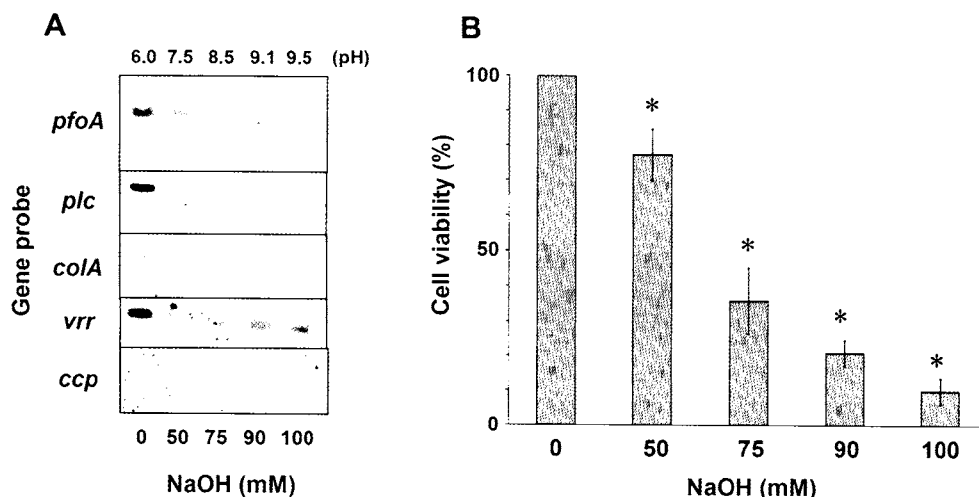 A
6.0 7.5 8.5 9.1 9.5 (pH)
Gene probe
pfoA
plc
colA
vrr
ccp
0 50 75 90 100
NaOH (mM)
B
Cell viability (%)
100
50
0
* * * *
0 50 75 90 100
NaOH (mM)